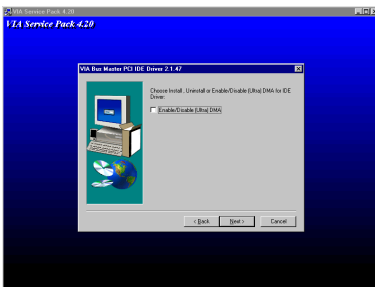 VIA Service Pack 4.20
VIA Service Pack 4.20
VIA Bus Master PCI IDE Driver 2.1.47
Choose Install , Uninstall or Enable/Disable (Ultra) DMA for IDE
Driver:
Enable/Disable (Ultra) DMA
< Back
Next >
Cancel